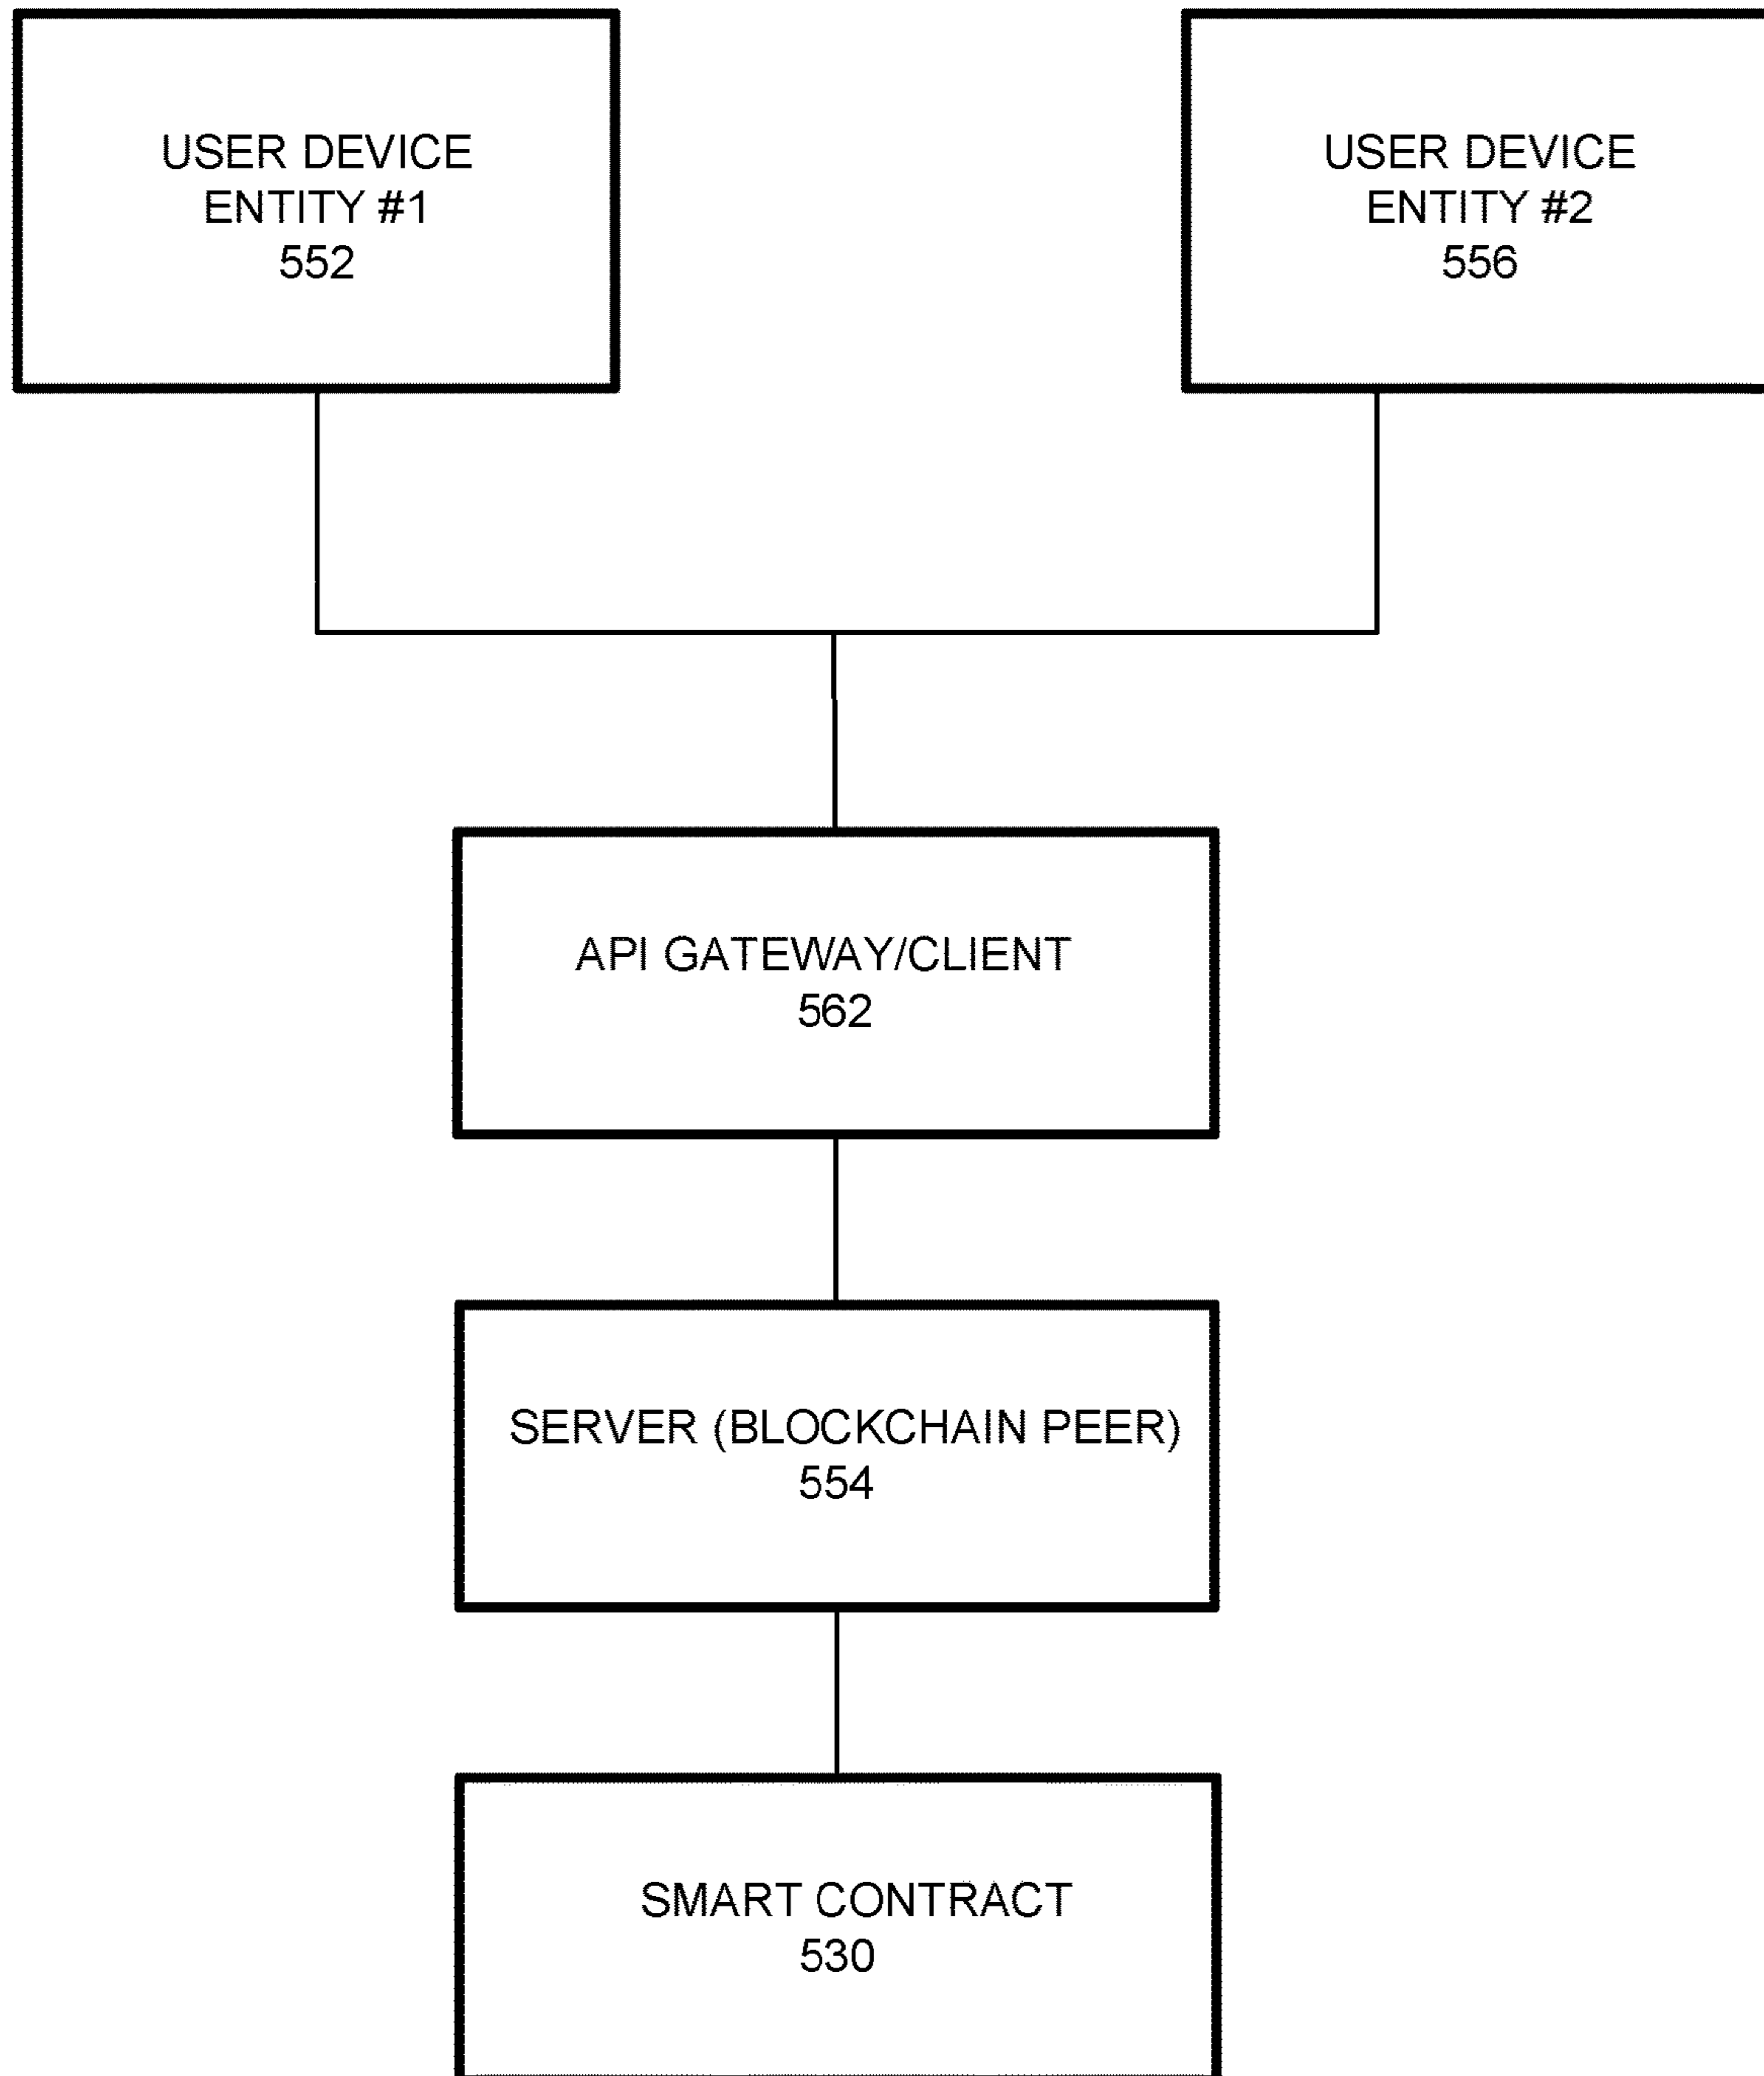 USER DEVICE
ENTITY #1
552
USER DEVICE
ENTITY #2
556
API GATEWAY/CLIENT
562
SERVER (BLOCKCHAIN PEER)
554
SMART CONTRACT
530